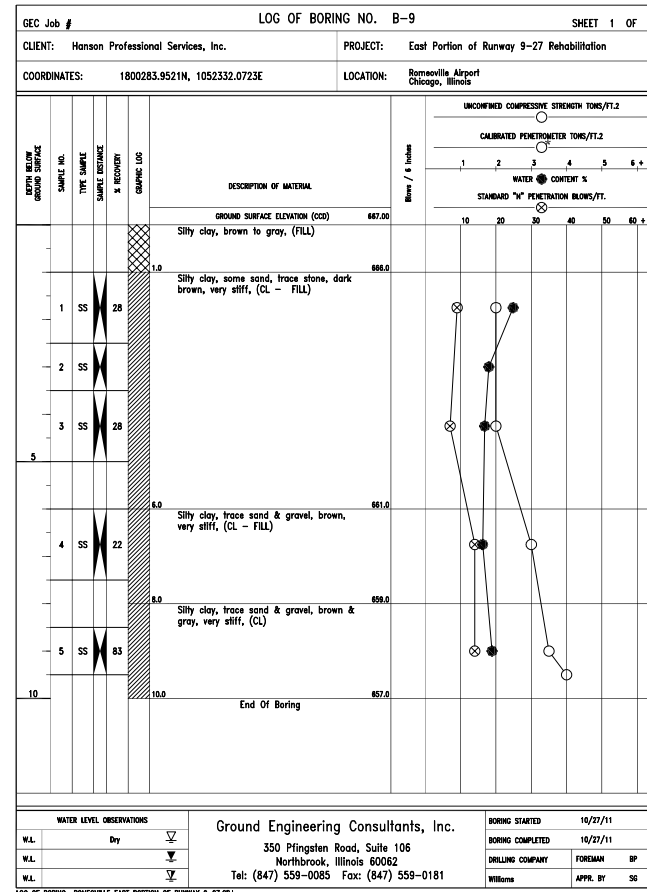 GEC Job # LOG OF BORING NO. B-9 SHEET 1 OF
CLIENT: Hanson Professional Services, Inc. PROJECT: East Portion of Runway 9-27 Rehabilitation
COORDINATES: 1800283.9521N, 1052332.0723E LOCATION: Romeoville Airport
Chicago, Illinois
DEPTH BELOW
GROUND SURFACE
SAMPLE NO.
TYPE SAMPLE
SAMPLE DISTANCE
% RECOVERY
GRAPHIC LOG
DESCRIPTION OF MATERIAL
Blows / 6 Inches
UNCONFINED COMPRESSIVE STRENGTH TONS/FT.2
CALIBRATED PENETROMETER TONS/FT.2
*
1 2 3 4 5 6 +
WATER CONTENT %
STANDARD "N" PENETRATION BLOWS/FT.
GROUND SURFACE ELEVATION (CCD) 667.00 10 20 30 40 50 60 +
Silty clay, brown to gray, (FILL)
1.0 666.0
Silty clay, some sand, trace stone, dark
brown, very stiff, (CL - FILL)
1 SS 28
2 SS
3 SS 28
5
6.0 661.0
Silty clay, trace sand & gravel, brown,
very stiff, (CL - FILL)
4 SS 22
8.0 659.0
Silty clay, trace sand & gravel, brown &
gray, very stiff, (CL)
5 SS 83
10 10.0 657.0
End Of Boring
WATER LEVEL OBSERVATIONS
W.L. Dry
W.L.
W.L.
Ground Engineering Consultants, Inc.
350 Pfingsten Road, Suite 106
Northbrook, Illinois 60062
Tel: (847) 559-0085 Fax: (847) 559-0181
BORING STARTED 10/27/11
BORING COMPLETED 10/27/11
DRILLING COMPANY FOREMAN BP
Williams APPR. BY SG